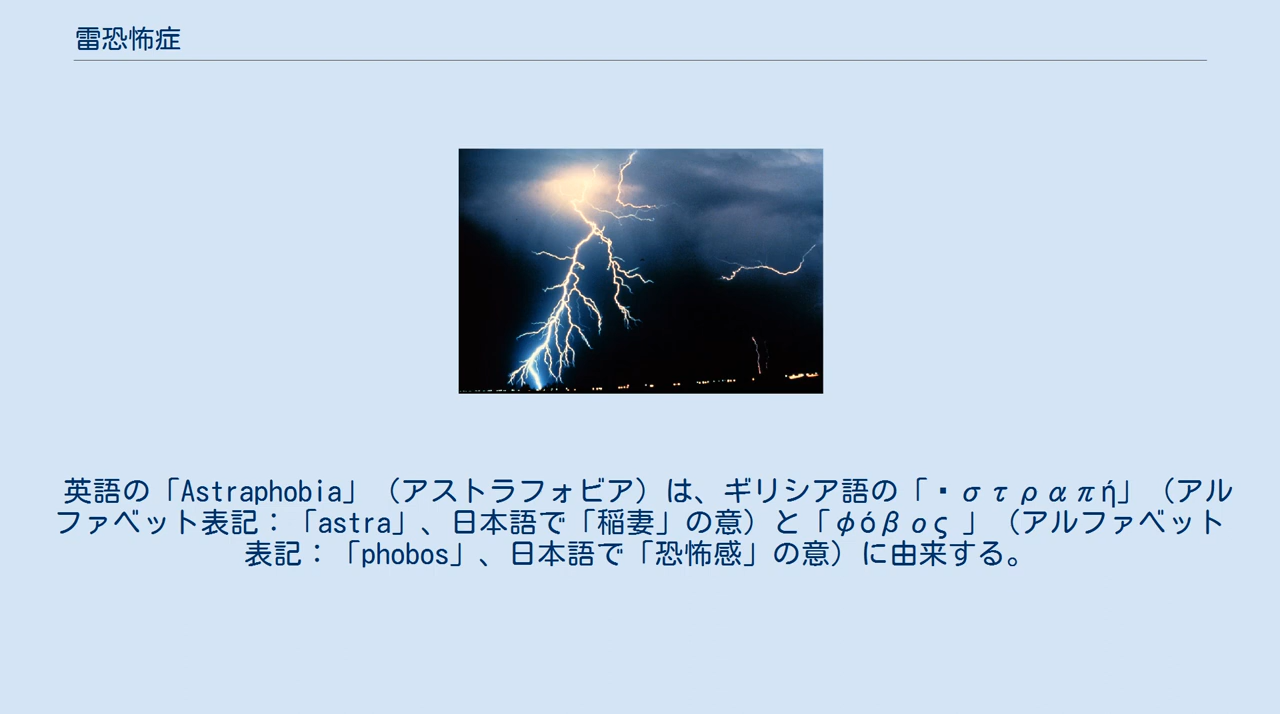 雷恐怖症
英語の「Astraphobia」（アストラフォビア）は、ギリシア語の「▪στραπή」（アル
ファベット表記：「astra」、日本語で「稲妻」の意）と「φόβος」（アルファベット
表記：「phobos」、日本語で「恐怖感」の意）に由来する。